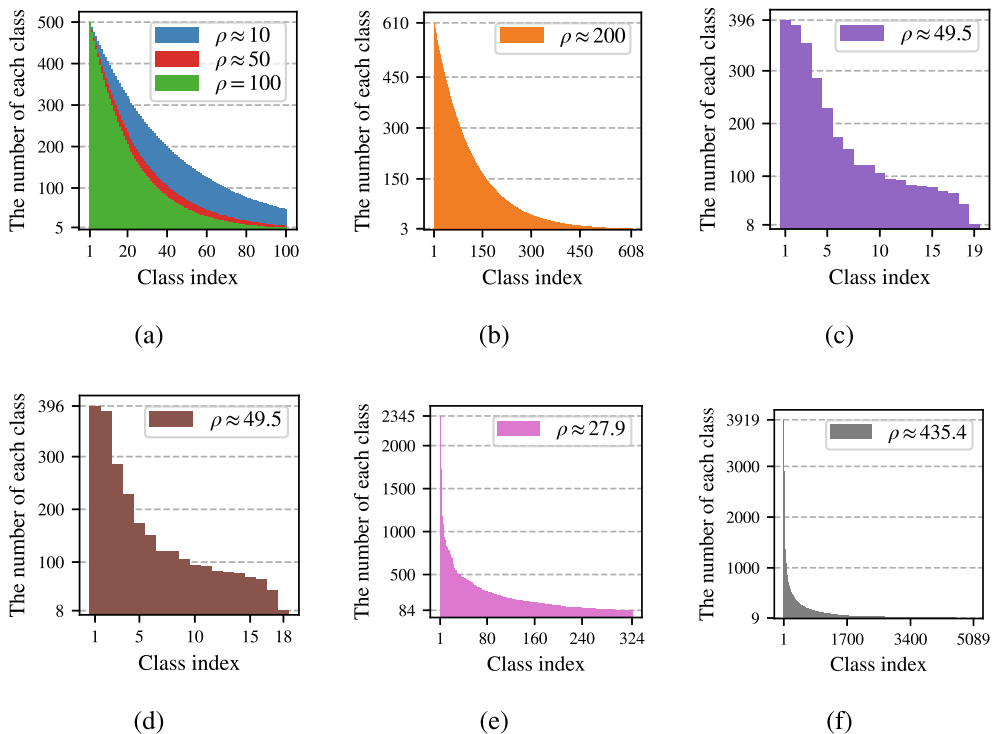 The number of each class
500
400
300
200
100
5
ρ ≈ 10
ρ ≈ 50
ρ = 100
1 20 40 60 80 100
Class index
(a)
The number of each class
610
450
300
150
3
ρ ≈ 200
1 150 300 450 608
Class index
(b)
The number of each class
396
300
200
100
8
ρ ≈ 49.5
1 5 10 15 19
Class index
(c)
The number of each class
396
300
200
100
8
ρ ≈ 49.5
1 5 10 15 18
Class index
(d)
The number of each class
2345
2000
1500
1000
500
84
ρ ≈ 27.9
1 80 160 240 324
Class index
(e)
The number of each class
3919
3000
2000
1000
9
ρ ≈ 435.4
1 1700 3400 5089
Class index
(f)